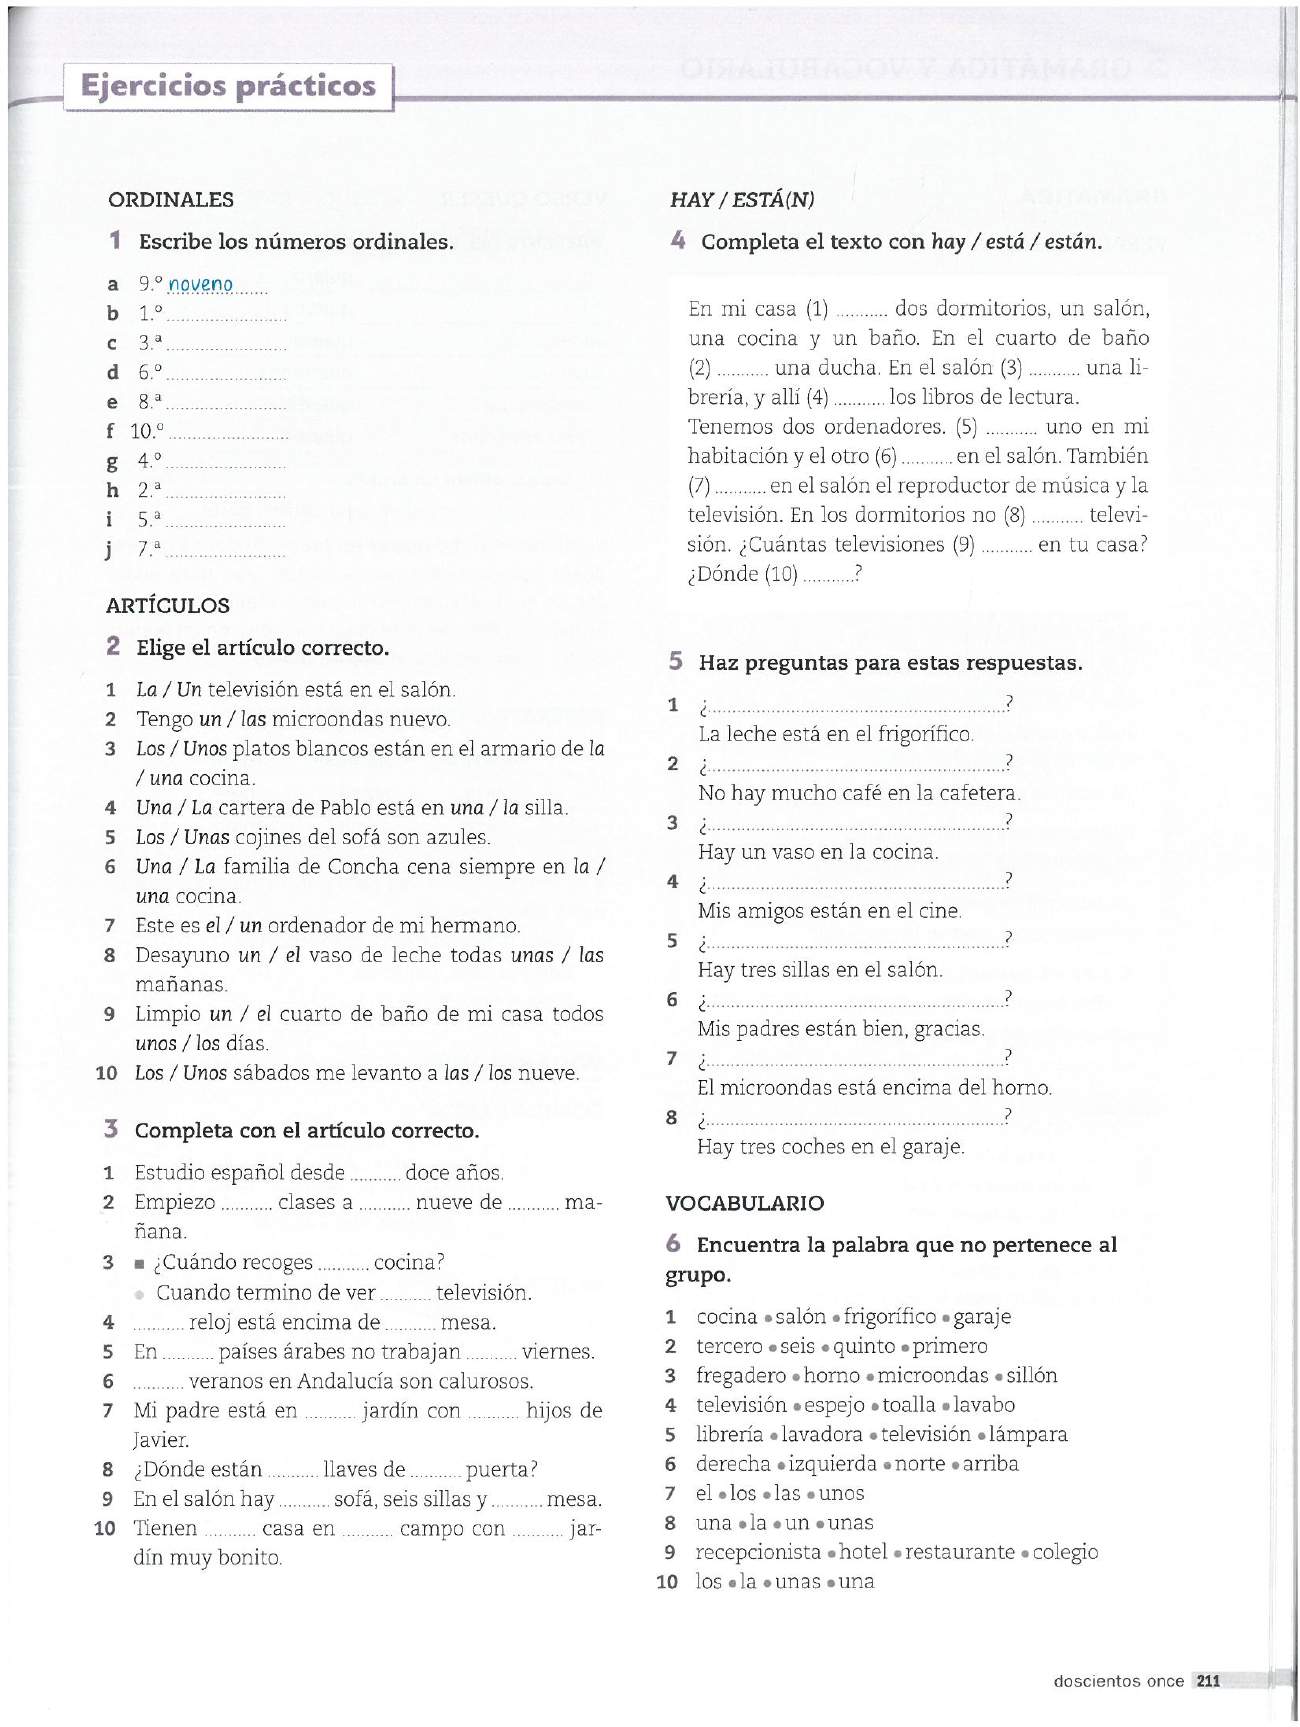 Ejercicios prácticos
ORDINALES
1 Escribe los números ordinales.
a 9.º noveno
b 1.º
c 3.ª
d 6.º
e 8.ª
f 10.º
g 4.º
h 2.ª
i 5.ª
j 7.ª
ARTÍCULOS
2 Elige el artículo correcto.
1 La / Un televisión está en el salón.
2 Tengo un / las microondas nuevo.
3 Los / Unos platos blancos están en el armario de la
/ una cocina.
4 Una / La cartera de Pablo está en una / la silla.
5 Los / Unas cojines del sofá son azules.
6 Una / La familia de Concha cena siempre en la /
una cocina.
7 Este es el / un ordenador de mi hermano.
8 Desayuno un / el vaso de leche todas unas / las
mañanas.
9 Limpio un / el cuarto de baño de mi casa todos
unos / los días.
10 Los / Unos sábados me levanto a las / los nueve.
3 Completa con el artículo correcto.
1 Estudio español desde .......... doce años.
2 Empiezo .......... clases a .......... nueve de .......... ma-
ñana.
3 ■ ¿Cuándo recoges .......... cocina?
● Cuando termino de ver .......... televisión.
4 .......... reloj está encima de .......... mesa.
5 En .......... países árabes no trabajan .......... viernes.
6 .......... veranos en Andalucía son calurosos.
7 Mi padre está en .......... jardín con .......... hijos de
Javier.
8 ¿Dónde están .......... llaves de .......... puerta?
9 En el salón hay .......... sofá, seis sillas y .......... mesa.
10 Tienen .......... casa en .......... campo con .......... jar-
dín muy bonito.
HAY / ESTÁ(N)
4 Completa el texto con hay / está / están.
En mi casa (1) .......... dos dormitorios, un salón,
una cocina y un baño. En el cuarto de baño
(2) .......... una ducha. En el salón (3) .......... una li-
brería, y allí (4) .......... los libros de lectura.
Tenemos dos ordenadores. (5) .......... uno en mi
habitación y el otro (6) .......... en el salón. También
(7) .......... en el salón el reproductor de música y la
televisión. En los dormitorios no (8) .......... televi-
sión. ¿Cuántas televisiones (9) .......... en tu casa?
¿Dónde (10) ..........?
5 Haz preguntas para estas respuestas.
1 ¿..........?
La leche está en el frigorífico.
2 ¿..........?
No hay mucho café en la cafetera.
3 ¿..........?
Hay un vaso en la cocina.
4 ¿..........?
Mis amigos están en el cine.
5 ¿..........?
Hay tres sillas en el salón.
6 ¿..........?
Mis padres están bien, gracias.
7 ¿..........?
El microondas está encima del horno.
8 ¿..........?
Hay tres coches en el garaje.
VOCABULARIO
6 Encuentra la palabra que no pertenece al
grupo.
1 cocina ● salón ● frigorífico ● garaje
2 tercero ● seis ● quinto ● primero
3 fregadero ● horno ● microondas ● sillón
4 televisión ● espejo ● toalla ● lavabo
5 librería ● lavadora ● televisión ● lámpara
6 derecha ● izquierda ● norte ● arriba
7 el ● los ● las ● unos
8 una ● la ● un ● unas
9 recepcionista ● hotel ● restaurante ● colegio
10 los ● la ● unas ● una
doscientos once 211